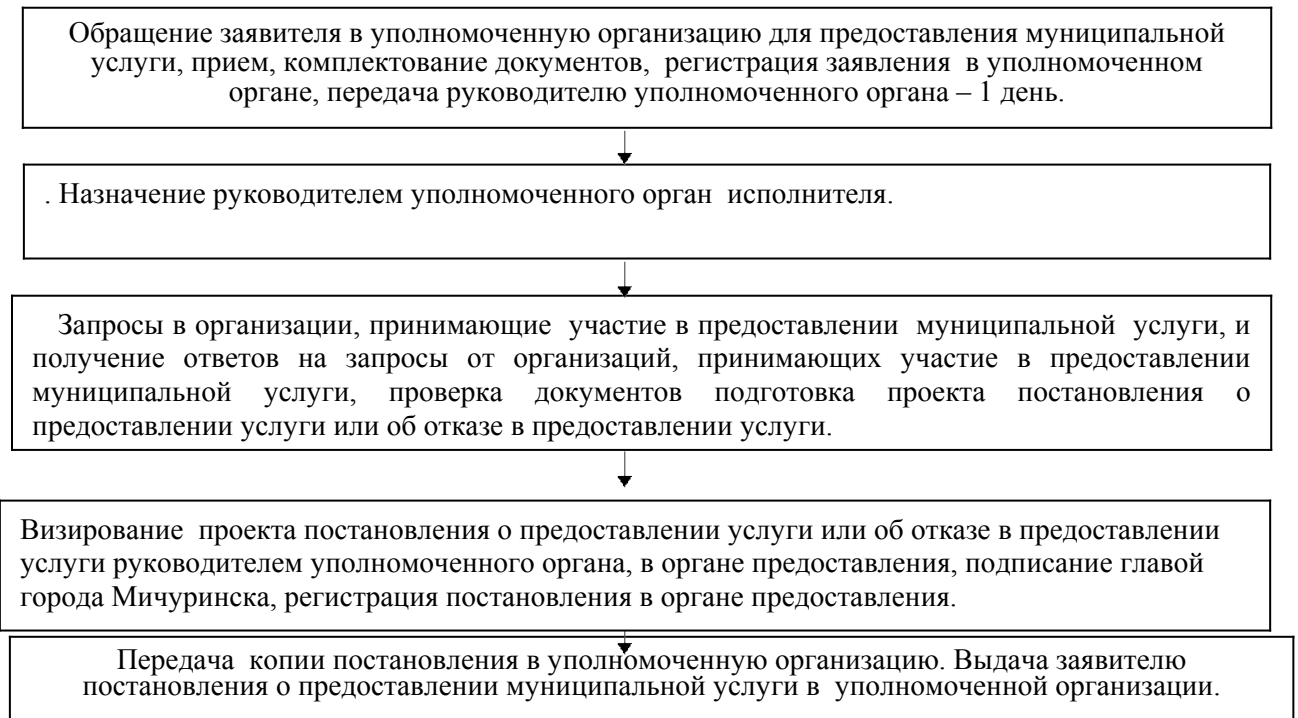 Обращение заявителя в уполномоченную организацию для предоставления муниципальной
услуги, прием, комплектование документов, регистрация заявления в уполномоченном
органе, передача руководителю уполномоченного органа – 1 день.
. Назначение руководителем уполномоченного орган исполнителя.
Запросы в организации, принимающие участие в предоставлении муниципальной услуги, и
получение ответов на запросы от организаций, принимающих участие в предоставлении
муниципальной услуги, проверка документов подготовка проекта постановления о
предоставлении услуги или об отказе в предоставлении услуги.
Визирование проекта постановления о предоставлении услуги или об отказе в предоставлении
услуги руководителем уполномоченного органа, в органе предоставления, подписание главой
города Мичуринска, регистрация постановления в органе предоставления.
Передача копии постановления в уполномоченную организацию. Выдача заявителю
постановления о предоставлении муниципальной услуги в уполномоченной организации.